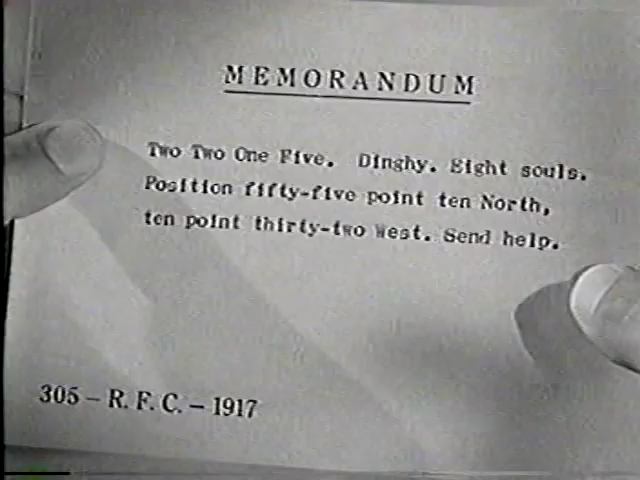 MEMORANDUM
Two Two One Five. Dinghy. Eight souls.
Position fifty-five point ten North,
ten point thirty-two West. Send help.
305 – R. F. C. – 1917